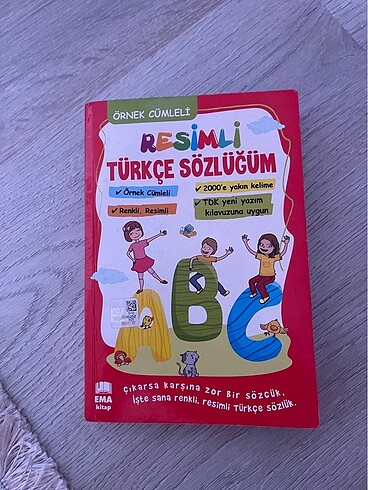 ÖRNEK CÜMLELİ
RESİMLİ
TÜRKÇE SÖZLÜĞÜM
✓ Örnek Cümleli
✓ 2000'e yakın kelime
✓ Renkli, Resimli
✓ TDK yeni yazım
kılavuzuna uygun
ABC
Çıkarsa karşına zor bir sözcük,
İşte sana renkli, resimli Türkçe sözlük.
EMA
kitap